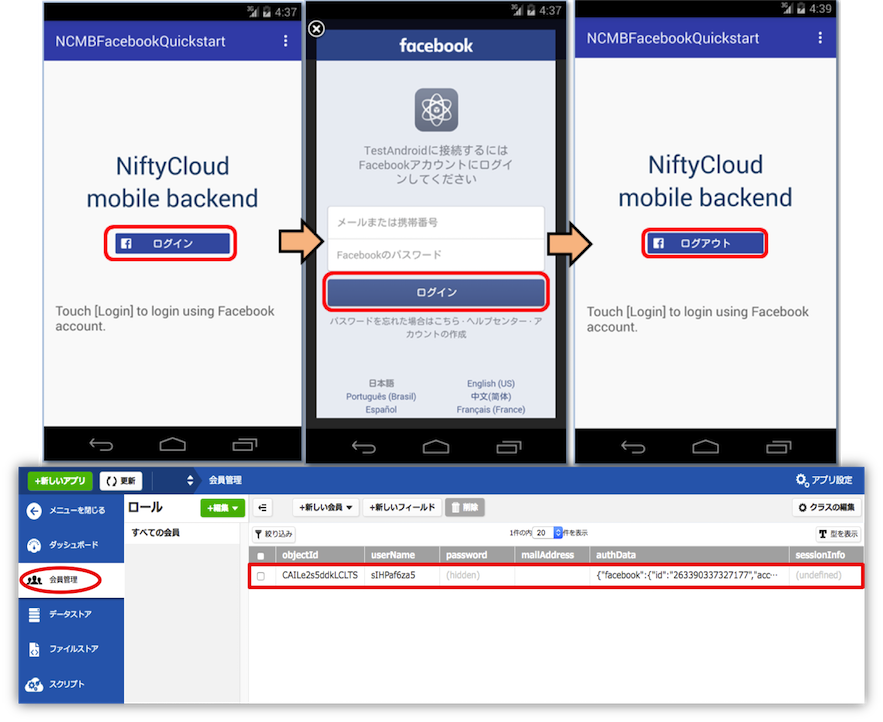 3G 4:37
NCMBFacebookQuickstart
NiftyCloud
mobile backend
ログイン
Touch [Login] to login using Facebook
account.
3G 4:37
facebook
TestAndroidに接続するには
Facebookアカウントにログイ
ンしてください
メールまたは携帯番号
Facebookのパスワード
ログイン
パスワードを忘れた場合はこちら・ヘルプセンター・ア
カウントの作成
日本語 English (US)
Português (Brasil) 中文(简体)
Español Français (France)
3G 4:39
NCMBFacebookQuickstart
NiftyCloud
mobile backend
ログアウト
Touch [Login] to login using Facebook
account.
+新しいアプリ 更新 会員管理 アプリ設定
メニューを閉じる
ダッシュボード
会員管理
データストア
ファイルストア
スクリプト
ロール +編集▼
すべての会員
+新しい会員▼ +新しいフィールド 削除 クラスの編集
絞り込み 1件の内 20 件を表示 型を表示
objectId userName password mailAddress authData sessionInfo
CAILe2s5ddkLCLTS sIHPaf6za5 (hidden) {"facebook":{"id":"263390337327177","acc… (undefined)